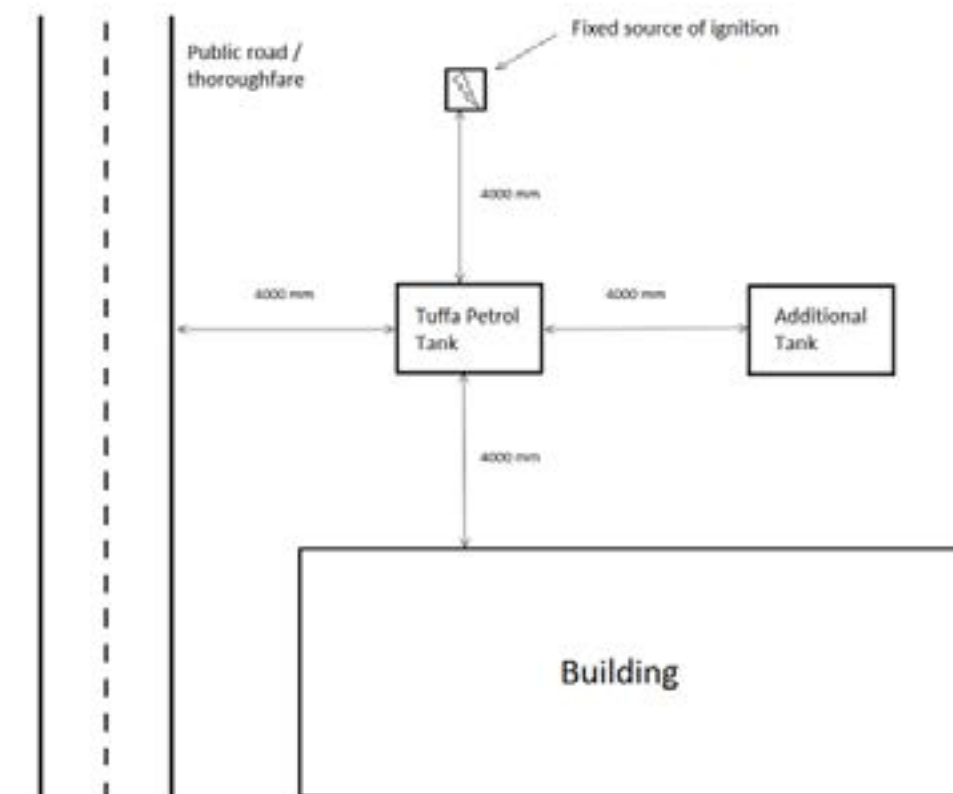 Fixed source of ignition
Public road /
thoroughfare
4000 mm
4000 mm
4000 mm
Tuffa Petrol
Tank
Additional
Tank
4000 mm
Building